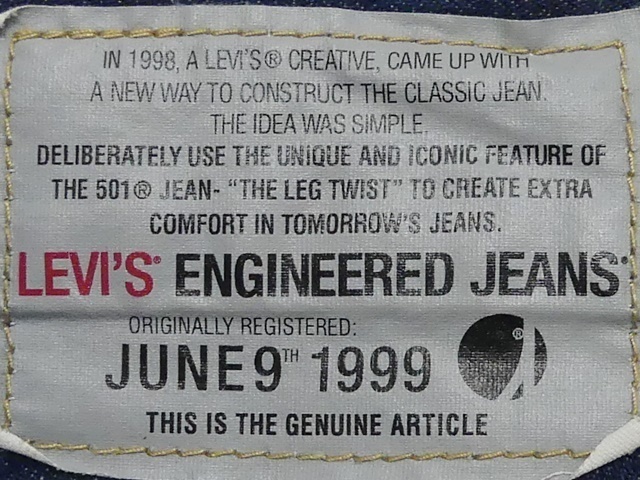 IN 1998, A LEVI'S® CREATIVE, CAME UP WITH
A NEW WAY TO CONSTRUCT THE CLASSIC JEAN.
THE IDEA WAS SIMPLE.
DELIBERATELY USE THE UNIQUE AND ICONIC FEATURE OF
THE 501® JEAN- “THE LEG TWIST” TO CREATE EXTRA
COMFORT IN TOMORROW'S JEANS.
LEVI'S® ENGINEERED JEANS®
ORIGINALLY REGISTERED:
JUNE 9TH 1999
®
THIS IS THE GENUINE ARTICLE